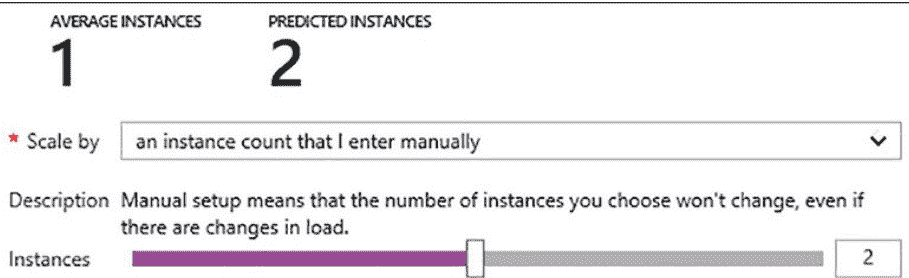 AVERAGE INSTANCES PREDICTED INSTANCES
1 2
* Scale by an instance count that I enter manually
Description Manual setup means that the number of instances you choose won't change, even if
there are changes in load.
Instances 2